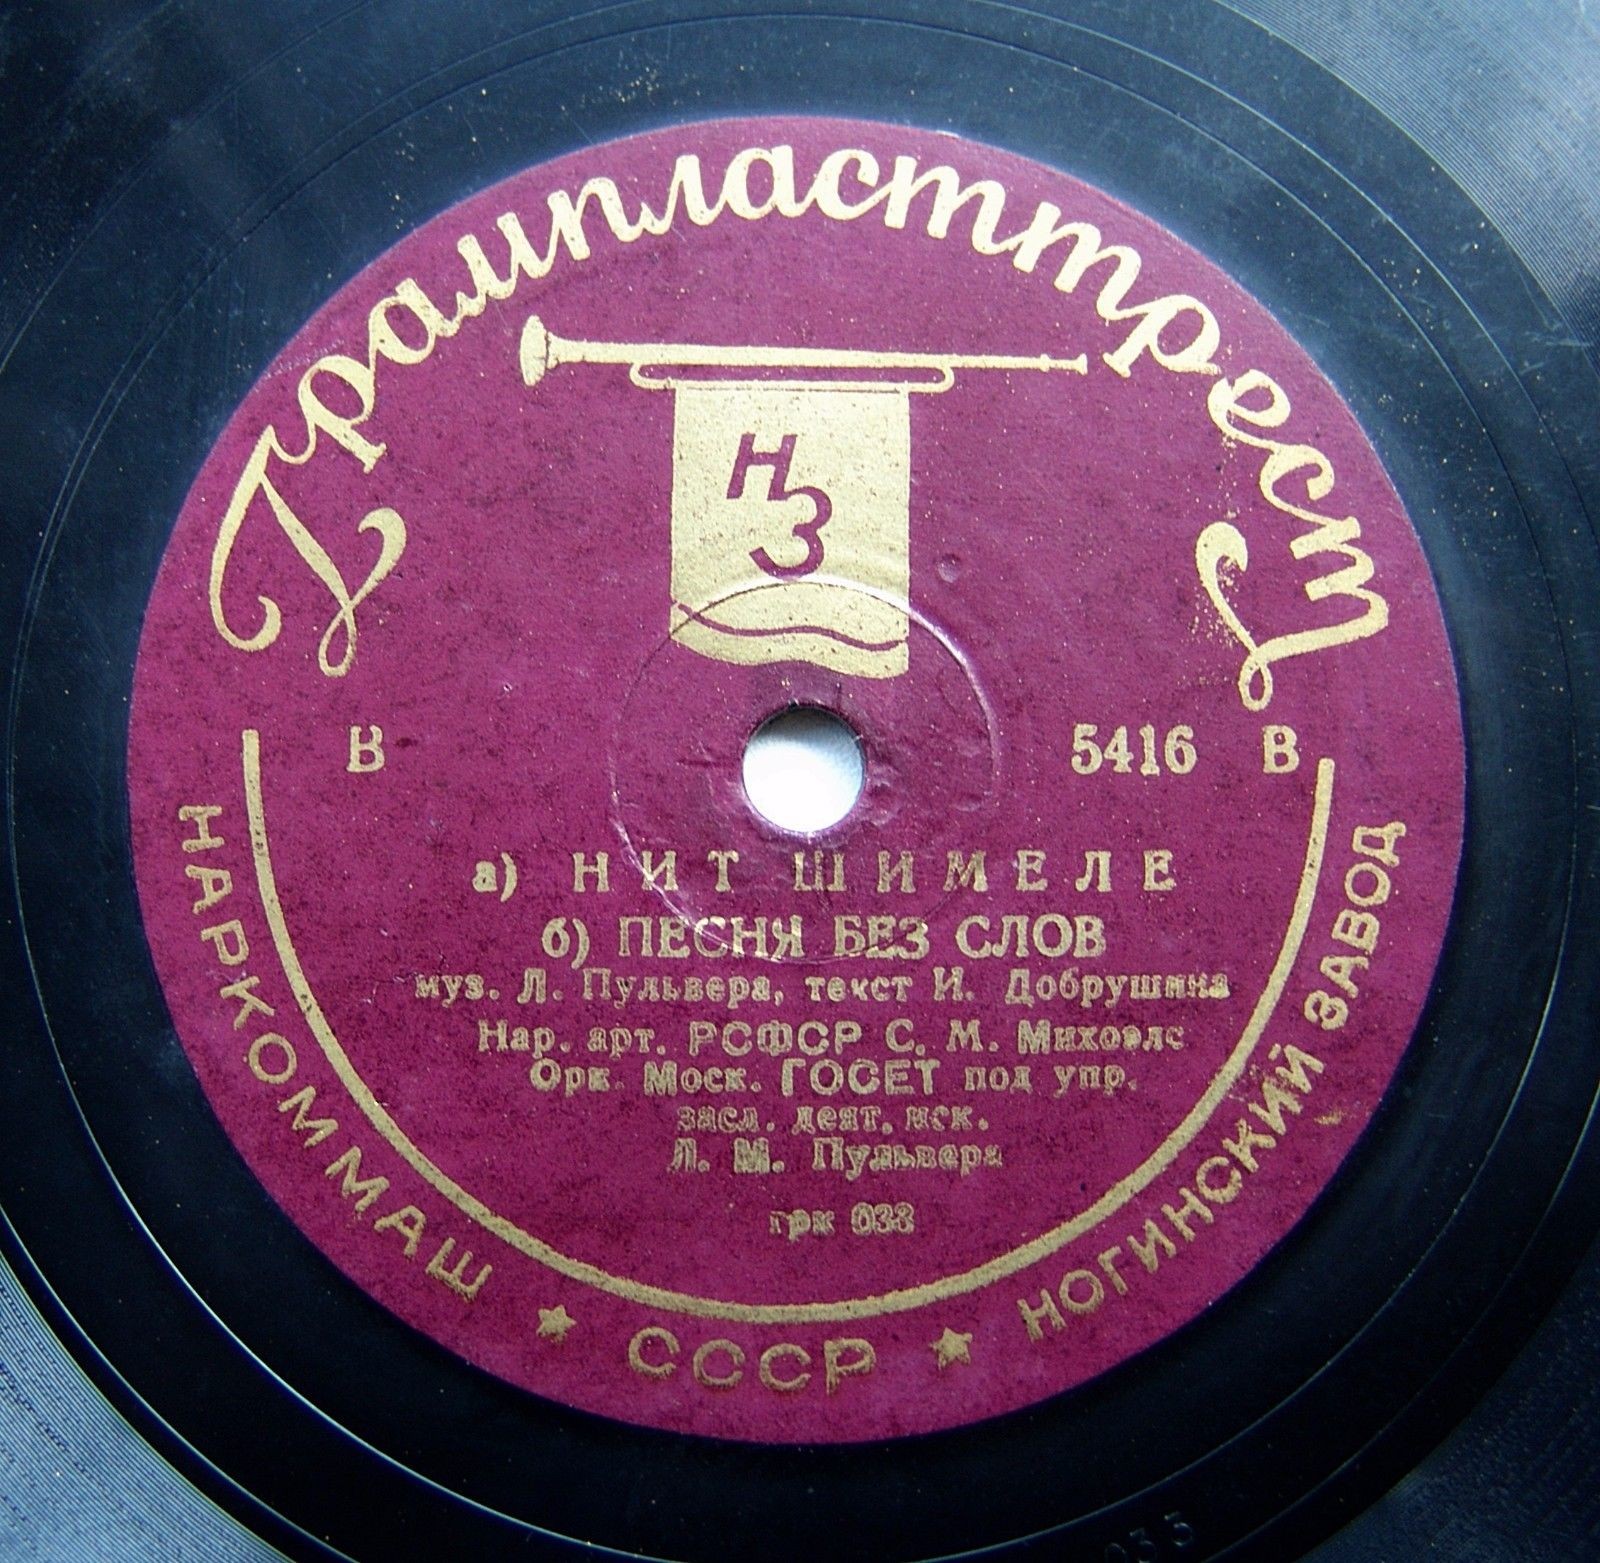 Грампласттрест
НЗ
В 5416 В
а) НИТ ШИМЕЛЕ
б) ПЕСНЯ БЕЗ СЛОВ
муз. Л. Пульвера, текст И. Добрушина
Нар. арт. РСФСР С. М. Михоэлс
Орк. Моск. ГОСЕТ под упр.
засл. деят. иск.
Л. М. Пульвера
грк 033
НАРКОММАШ ★ СССР ★ НОГИНСКИЙ ЗАВОД